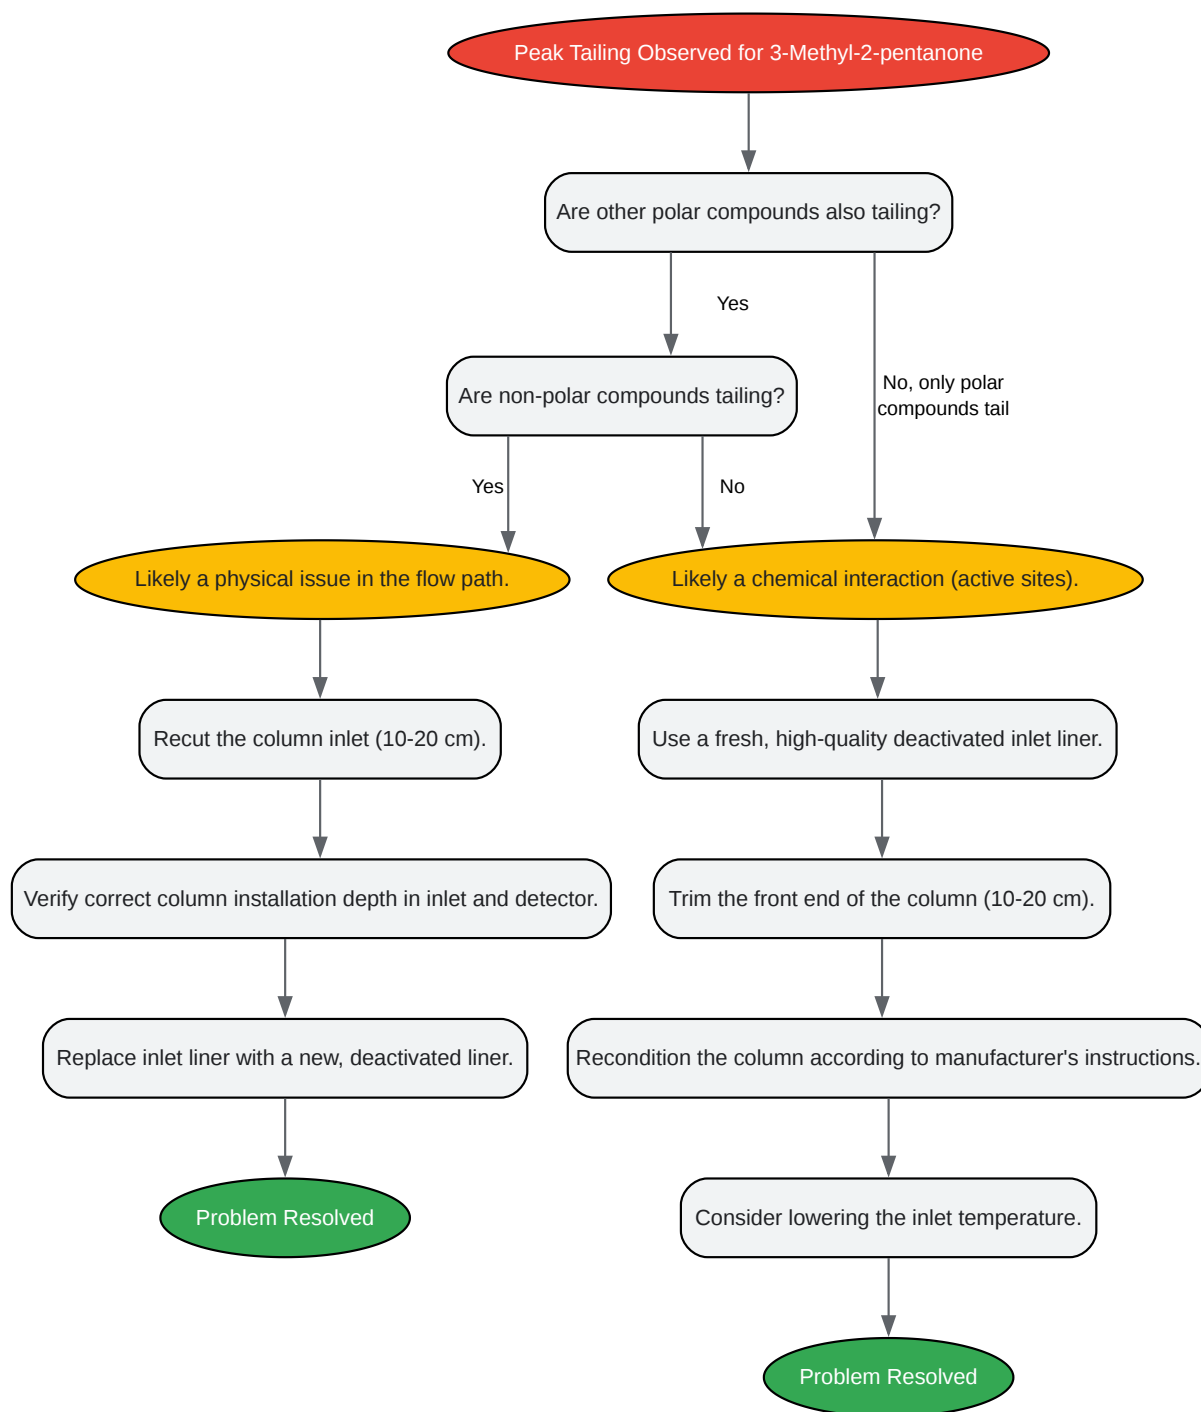 Peak Tailing Observed for 3-Methyl-2-pentanone
Are other polar compounds also tailing?
Yes
No, only polar
compounds tail
Are non-polar compounds tailing?
Yes
No
Likely a physical issue in the flow path.
Likely a chemical interaction (active sites).
Recut the column inlet (10-20 cm).
Use a fresh, high-quality deactivated inlet liner.
Verify correct column installation depth in inlet and detector.
Trim the front end of the column (10-20 cm).
Replace inlet liner with a new, deactivated liner.
Recondition the column according to manufacturer's instructions.
Problem Resolved
Consider lowering the inlet temperature.
Problem Resolved